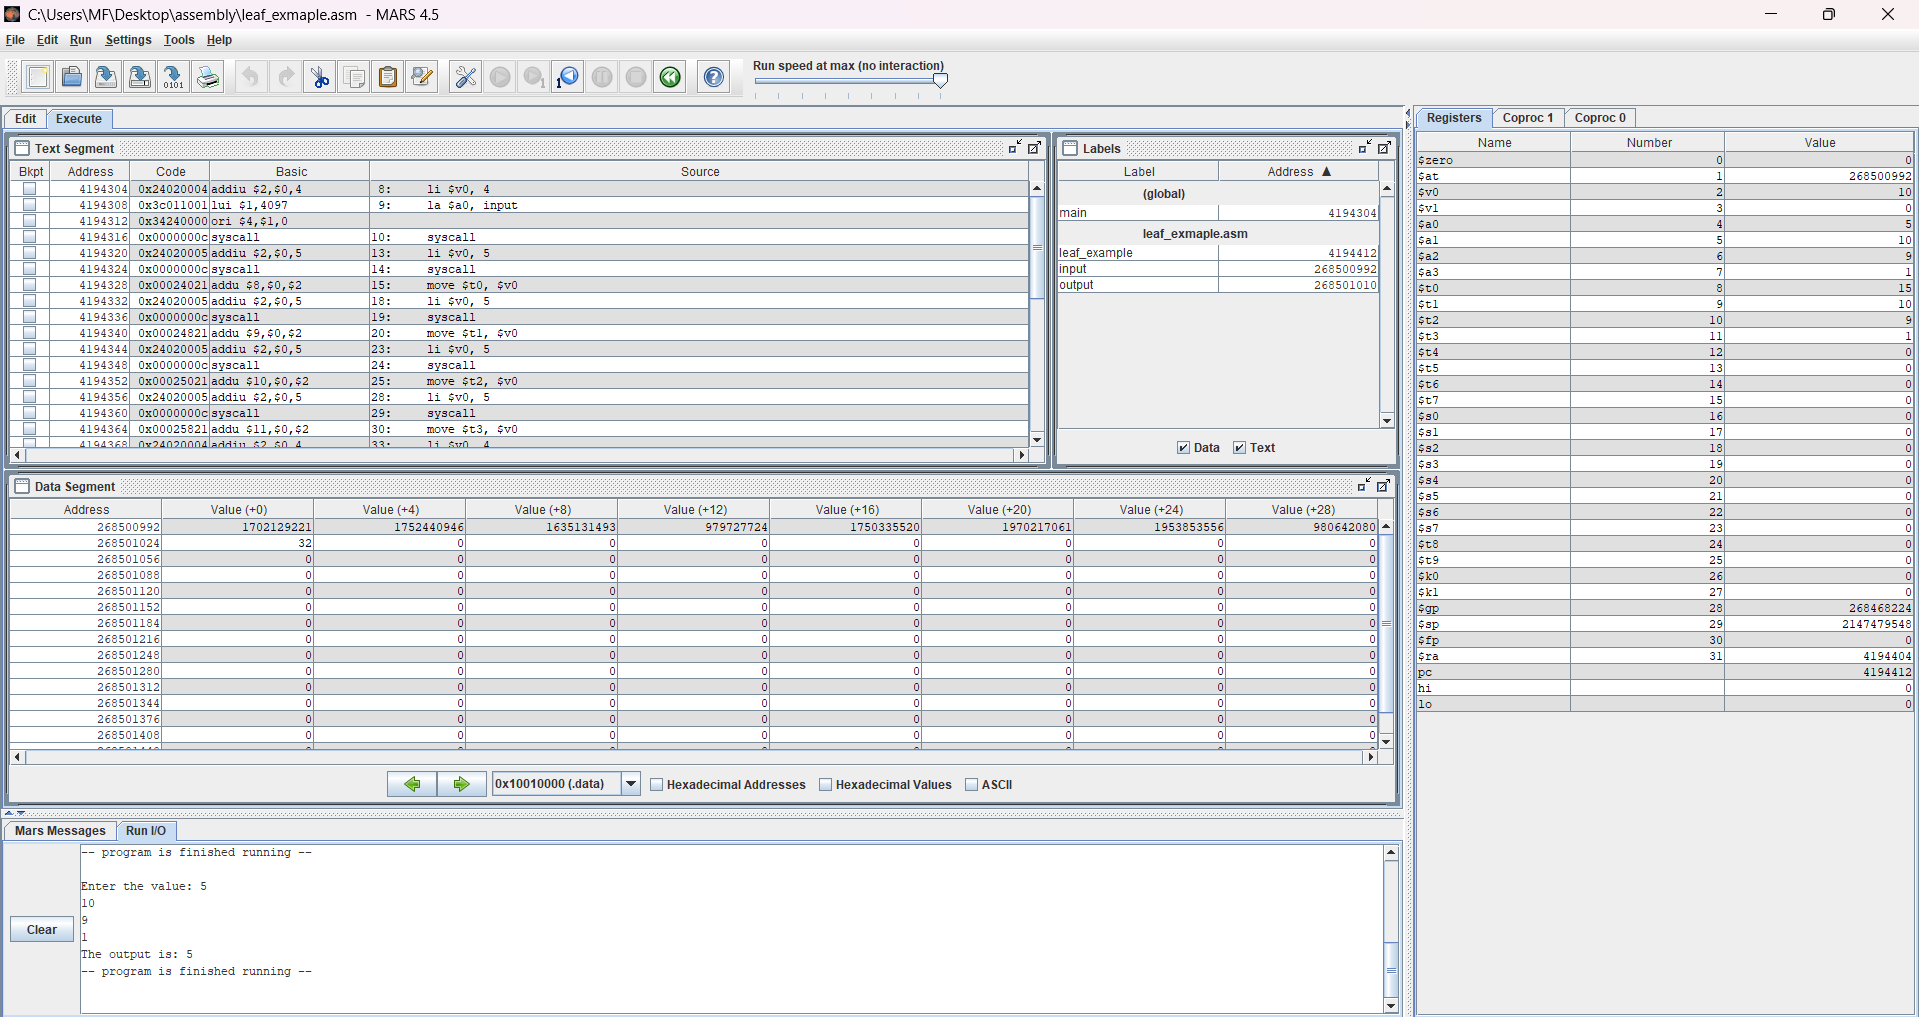 C:\Users\MF\Desktop\assembly\leaf_exmaple.asm - MARS 4.5
File Edit Run Settings Tools Help
Run speed at max (no interaction)
Edit Execute
Text Segment
Bkpt Address Code Basic Source
4194304 0x24020004 addiu $2,$0,4 8: li $v0, 4
4194308 0x3c011001 lui $1,4097 9: la $a0, input
4194312 0x34240000 ori $4,$1,0
4194316 0x0000000c syscall 10: syscall
4194320 0x24020005 addiu $2,$0,5 13: li $v0, 5
4194324 0x0000000c syscall 14: syscall
4194328 0x00024021 addu $8,$0,$2 15: move $t0, $v0
4194332 0x24020005 addiu $2,$0,5 18: li $v0, 5
4194336 0x0000000c syscall 19: syscall
4194340 0x00024821 addu $9,$0,$2 20: move $t1, $v0
4194344 0x24020005 addiu $2,$0,5 23: li $v0, 5
4194348 0x0000000c syscall 24: syscall
4194352 0x00025021 addu $10,$0,$2 25: move $t2, $v0
4194356 0x24020005 addiu $2,$0,5 28: li $v0, 5
4194360 0x0000000c syscall 29: syscall
4194364 0x00025821 addu $11,$0,$2 30: move $t3, $v0
4194368 0x24020004 addiu $2,$0,4 33: li $v0, 4
Labels
Label Address ▲
(global)
main 4194304
leaf_exmaple.asm
leaf_example 4194412
input 268500992
output 268501010
Data Text
Data Segment
Address Value (+0) Value (+4) Value (+8) Value (+12) Value (+16) Value (+20) Value (+24) Value (+28)
268500992 1702129221 1752440946 1635131493 979727724 1750335520 1970217061 1953853556 980642080
268501024 32 0 0 0 0 0 0 0
268501056 0 0 0 0 0 0 0 0
268501088 0 0 0 0 0 0 0 0
268501120 0 0 0 0 0 0 0 0
268501152 0 0 0 0 0 0 0 0
268501184 0 0 0 0 0 0 0 0
268501216 0 0 0 0 0 0 0 0
268501248 0 0 0 0 0 0 0 0
268501280 0 0 0 0 0 0 0 0
268501312 0 0 0 0 0 0 0 0
268501344 0 0 0 0 0 0 0 0
268501376 0 0 0 0 0 0 0 0
268501408 0 0 0 0 0 0 0 0
0x10010000 (.data) Hexadecimal Addresses Hexadecimal Values ASCII
Mars Messages Run I/O
Clear
-- program is finished running --
Enter the value: 5
10
9
1
The output is: 5
-- program is finished running --
Registers Coproc 1 Coproc 0
Name Number Value
$zero 0 0
$at 1 268500992
$v0 2 10
$v1 3 0
$a0 4 5
$a1 5 10
$a2 6 9
$a3 7 1
$t0 8 15
$t1 9 10
$t2 10 9
$t3 11 1
$t4 12 0
$t5 13 0
$t6 14 0
$t7 15 0
$s0 16 0
$s1 17 0
$s2 18 0
$s3 19 0
$s4 20 0
$s5 21 0
$s6 22 0
$s7 23 0
$t8 24 0
$t9 25 0
$k0 26 0
$k1 27 0
$gp 28 268468224
$sp 29 2147479548
$fp 30 0
$ra 31 4194404
pc 4194412
hi 0
lo 0